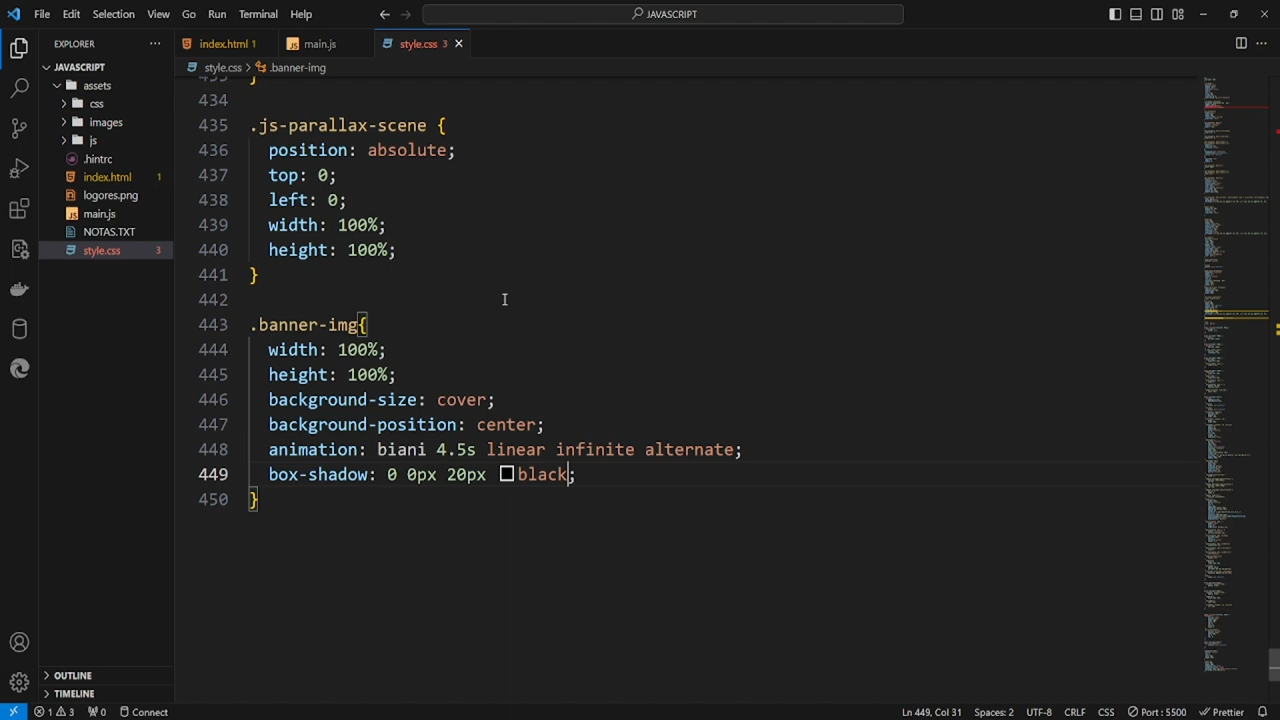 File Edit Selection View Go Run Terminal Help
JAVASCRIPT
EXPLORER
index.html 1
main.js
style.css 3
JAVASCRIPT
assets
css
images
js
.hintrc
index.html 1
logores.png
main.js
NOTAS.TXT
style.css 3
OUTLINE
TIMELINE
style.css > .banner-img
433 }
434
435 .js-parallax-scene {
436 position: absolute;
437 top: 0;
438 left: 0;
439 width: 100%;
440 height: 100%;
441 }
442
443 .banner-img{
444 width: 100%;
445 height: 100%;
446 background-size: cover;
447 background-position: center;
448 animation: biani 4.5s linear infinite alternate;
449 box-shadow: 0 0px 20px black;
450 }
1 3 0 Connect
Ln 449, Col 31 Spaces: 2 UTF-8 CRLF CSS Port : 5500 Prettier